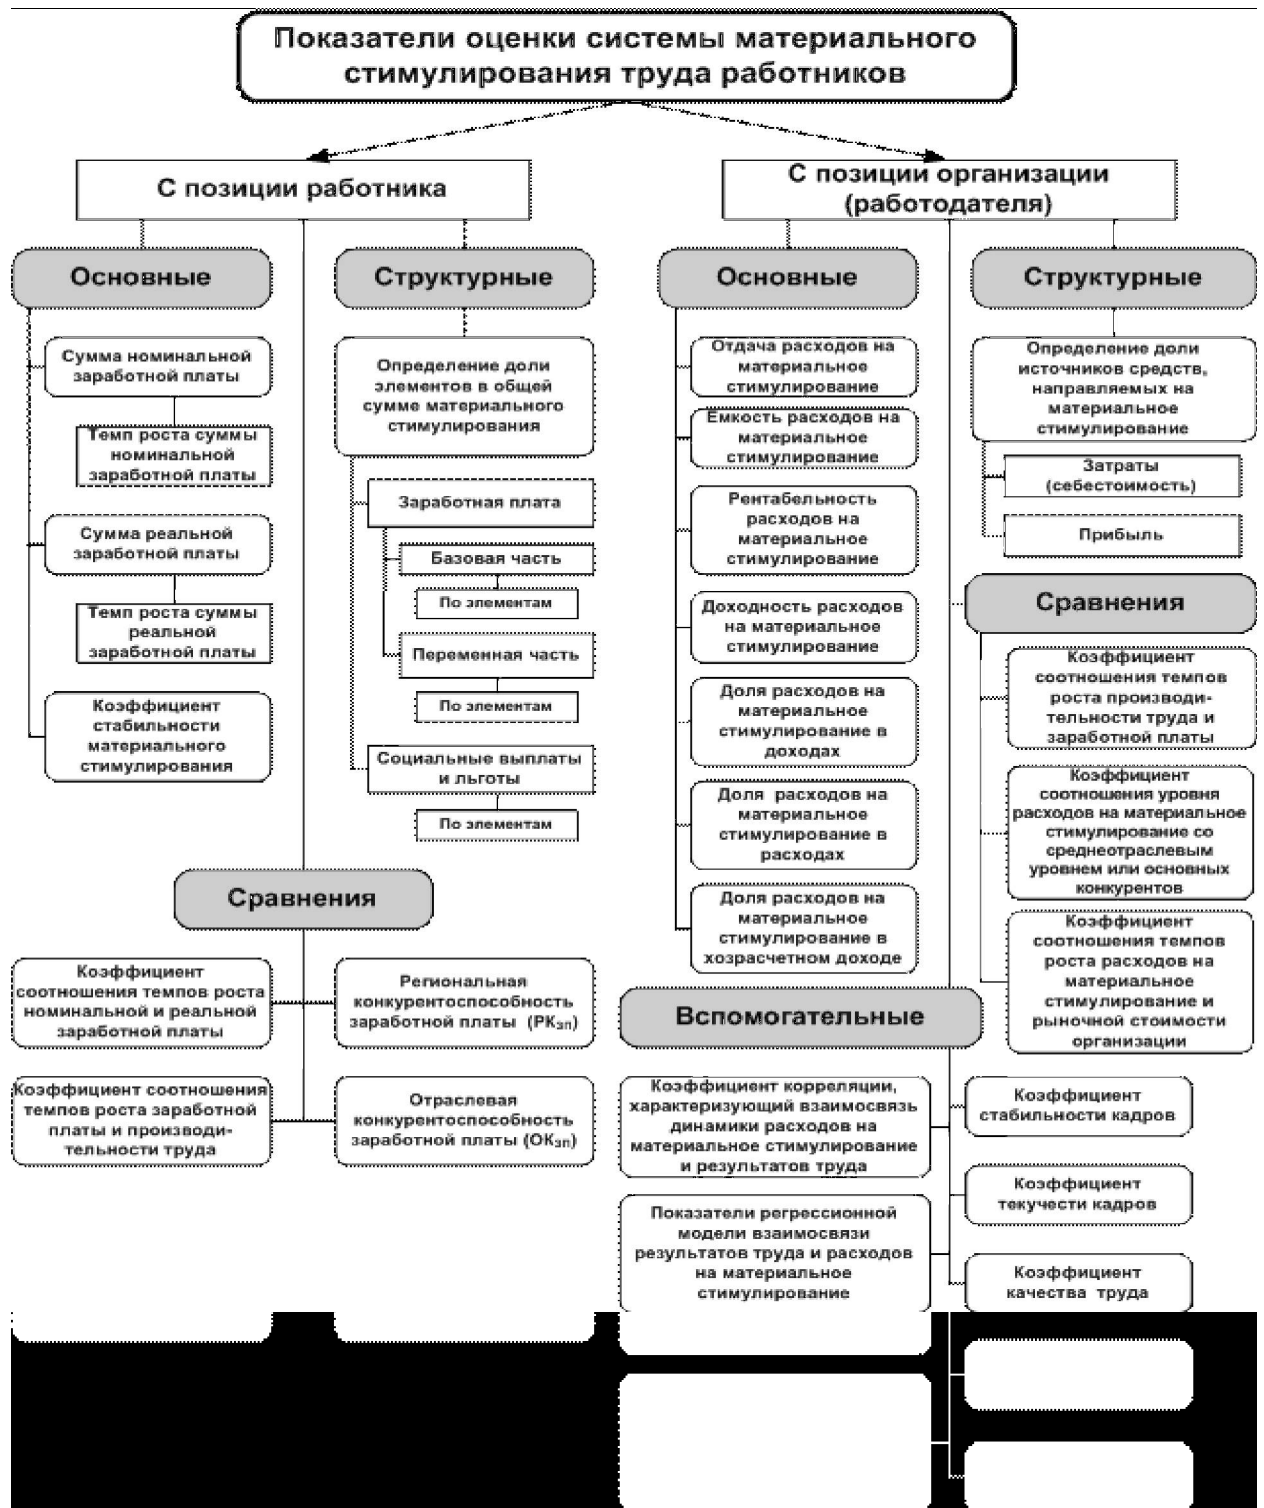 Показатели оценки системы материального
стимулирования труда работников
С позиции работника
Основные
Сумма номинальной
заработной платы
Темп роста суммы
номинальной
заработной платы
Сумма реальной
заработной платы
Темп роста суммы
реальной
заработной платы
Коэффициент
стабильности
материального
стимулирования
Структурные
Определение доли
элементов в общей
сумме материального
стимулирования
Заработная плата
Базовая часть
По элементам
Переменная часть
По элементам
Социальные выплаты
и льготы
По элементам
Сравнения
Коэффициент
соотношения темпов роста
номинальной и реальной
заработной платы
Региональная
конкурентоспособность
заработной платы (РКзп)
Коэффициент соотношения
темпов роста заработной
платы и производи-
тельности труда
Отраслевая
конкурентоспособность
заработной платы (ОКзп)
С позиции организации
(работодателя)
Основные
Отдача расходов на
материальное
стимулирование
Емкость расходов на
материальное
стимулирование
Рентабельность
расходов на
материальное
стимулирование
Доходность расходов
на материальное
стимулирование
Доля расходов на
материальное
стимулирование в
доходах
Доля расходов на
материальное
стимулирование в
расходах
Доля расходов на
материальное
стимулирование в
хозрасчетном доходе
Структурные
Определение доли
источников средств,
направляемых на
материальное
стимулирование
Затраты
(себестоимость)
Прибыль
Сравнения
Коэффициент
соотношения темпов
роста производи-
тельности труда и
заработной платы
Коэффициент
соотношения уровня
расходов на материальное
стимулирование со
среднеотраслевым
уровнем или основных
конкурентов
Коэффициент
соотношения темпов
роста расходов на
материальное
стимулирование и
рыночной стоимости
организации
Вспомогательные
Коэффициент корреляции,
характеризующий взаимосвязь
динамики расходов на
материальное стимулирование
и результатов труда
Показатели регрессионной
модели взаимосвязи
результатов труда и расходов
на материальное
стимулирование
Коэффициент
стабильности кадров
Коэффициент
текучести кадров
Коэффициент
качества труда